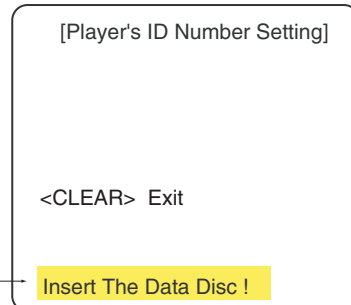 [Player's ID Number Setting]
<CLEAR> Exit
Insert The Data Disc !